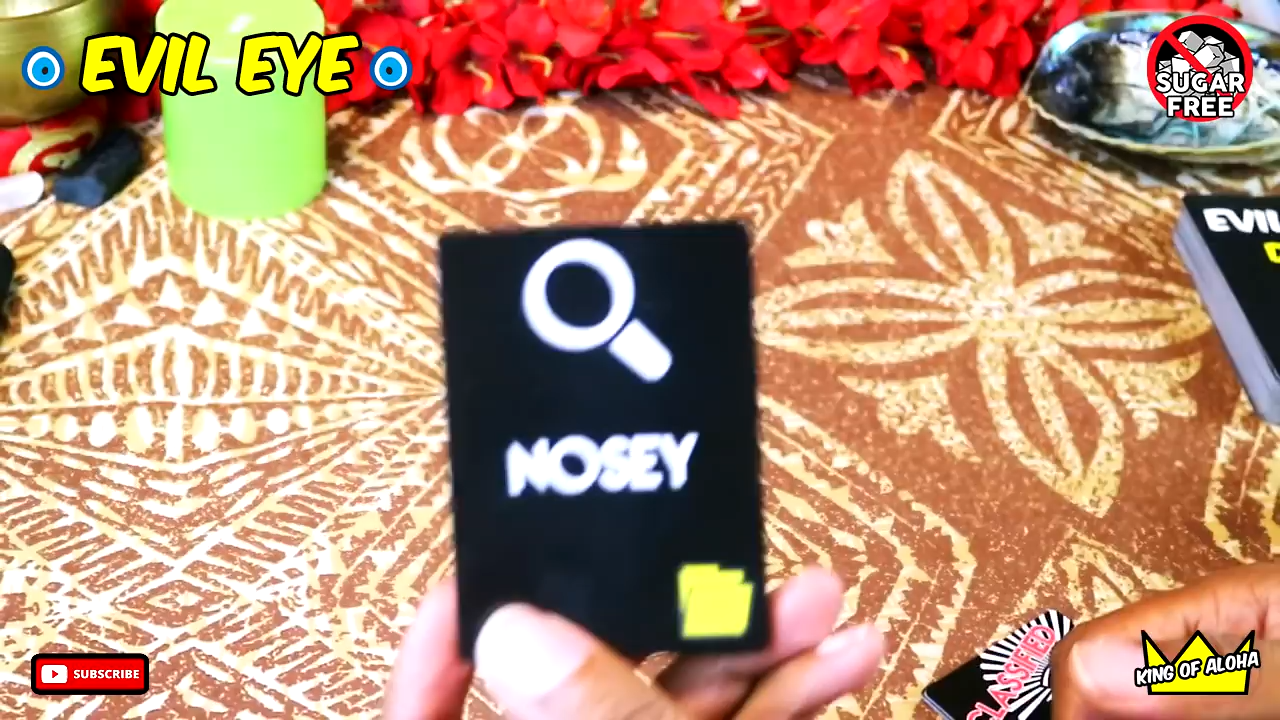 EVIL EYE
SUGAR
FREE
EVIL
NOSEY
CLASSIFIED
SUBSCRIBE
KING OF ALOHA